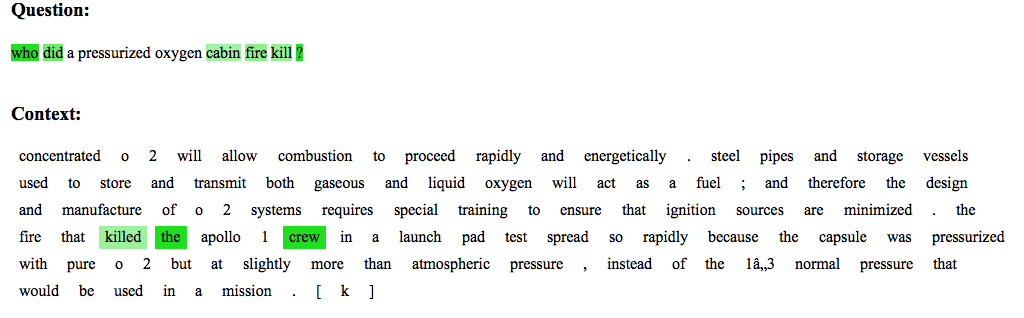 Question:
who did a pressurized oxygen cabin fire kill ?
Context:
concentrated o 2 will allow combustion to proceed rapidly and energetically . steel pipes and storage vessels
used to store and transmit both gaseous and liquid oxygen will act as a fuel ; and therefore the design
and manufacture of o 2 systems requires special training to ensure that ignition sources are minimized . the
fire that killed the apollo 1 crew in a launch pad test spread so rapidly because the capsule was pressurized
with pure o 2 but at slightly more than atmospheric pressure , instead of the 1â„3 normal pressure that
would be used in a mission . [ k ]